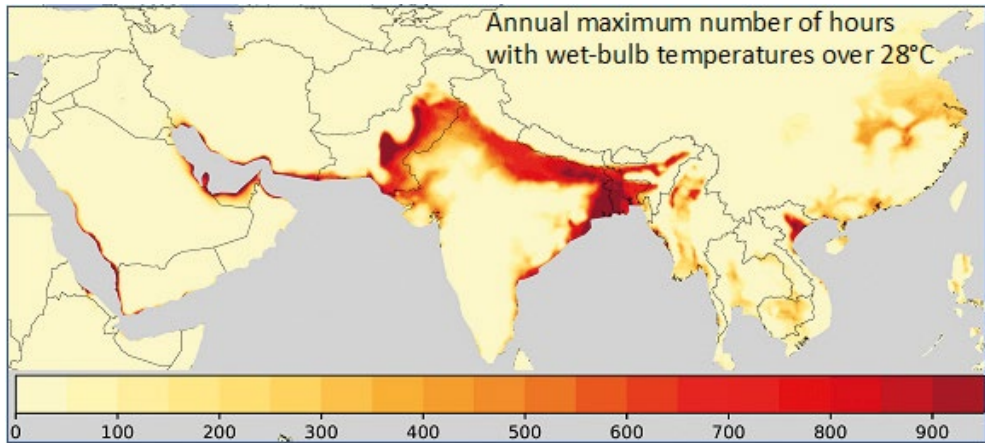 Annual maximum number of hours
with wet-bulb temperatures over 28°C
0 100 200 300 400 500 600 700 800 900